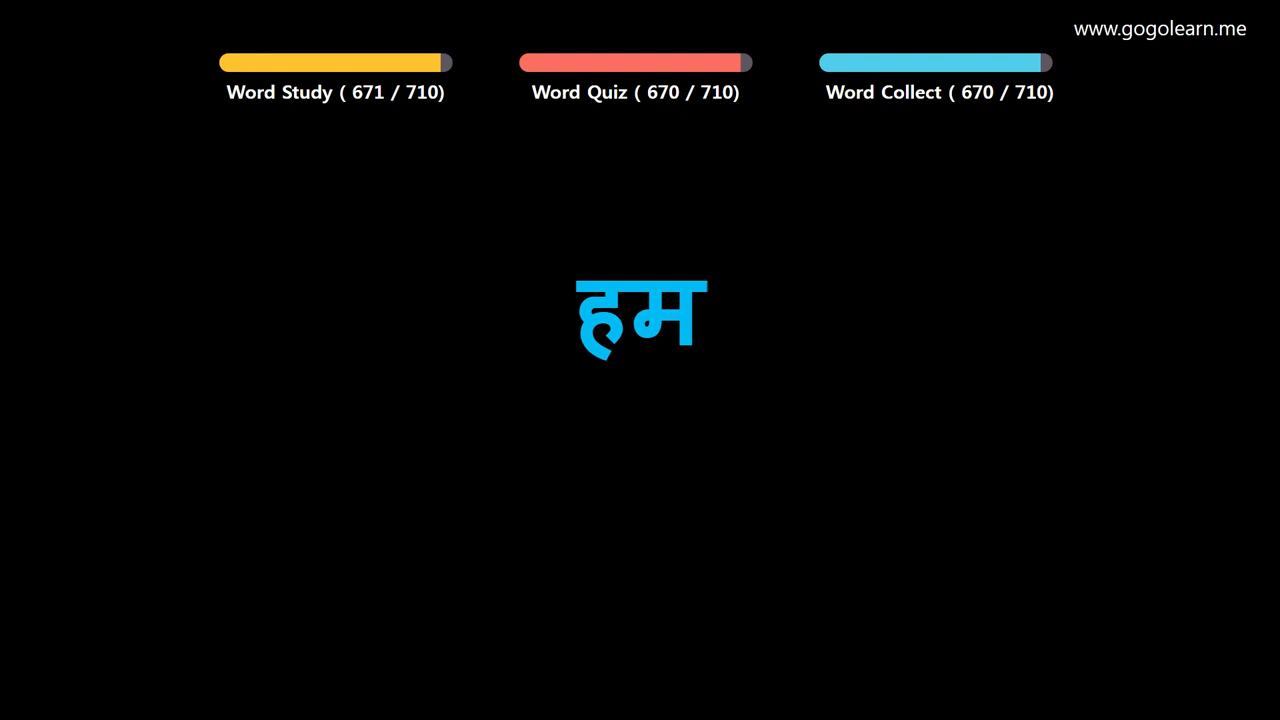 www.gogolearn.me
Word Study ( 671 / 710)
Word Quiz ( 670 / 710)
Word Collect ( 670 / 710)
हम